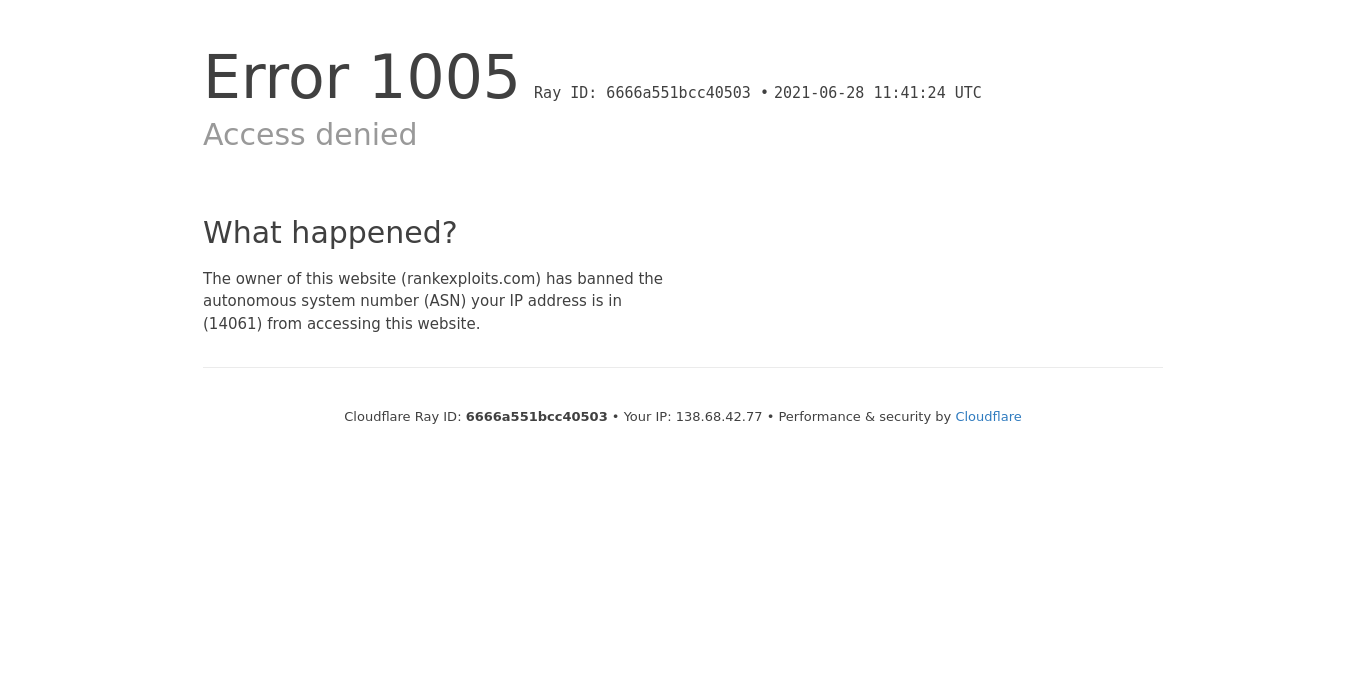 Error 1005 Ray ID: 6666a551bcc40503 • 2021-06-28 11:41:24 UTC
Access denied
What happened?
The owner of this website (rankexploits.com) has banned the
autonomous system number (ASN) your IP address is in
(14061) from accessing this website.
Cloudflare Ray ID: 6666a551bcc40503 • Your IP: 138.68.42.77 • Performance & security by Cloudflare